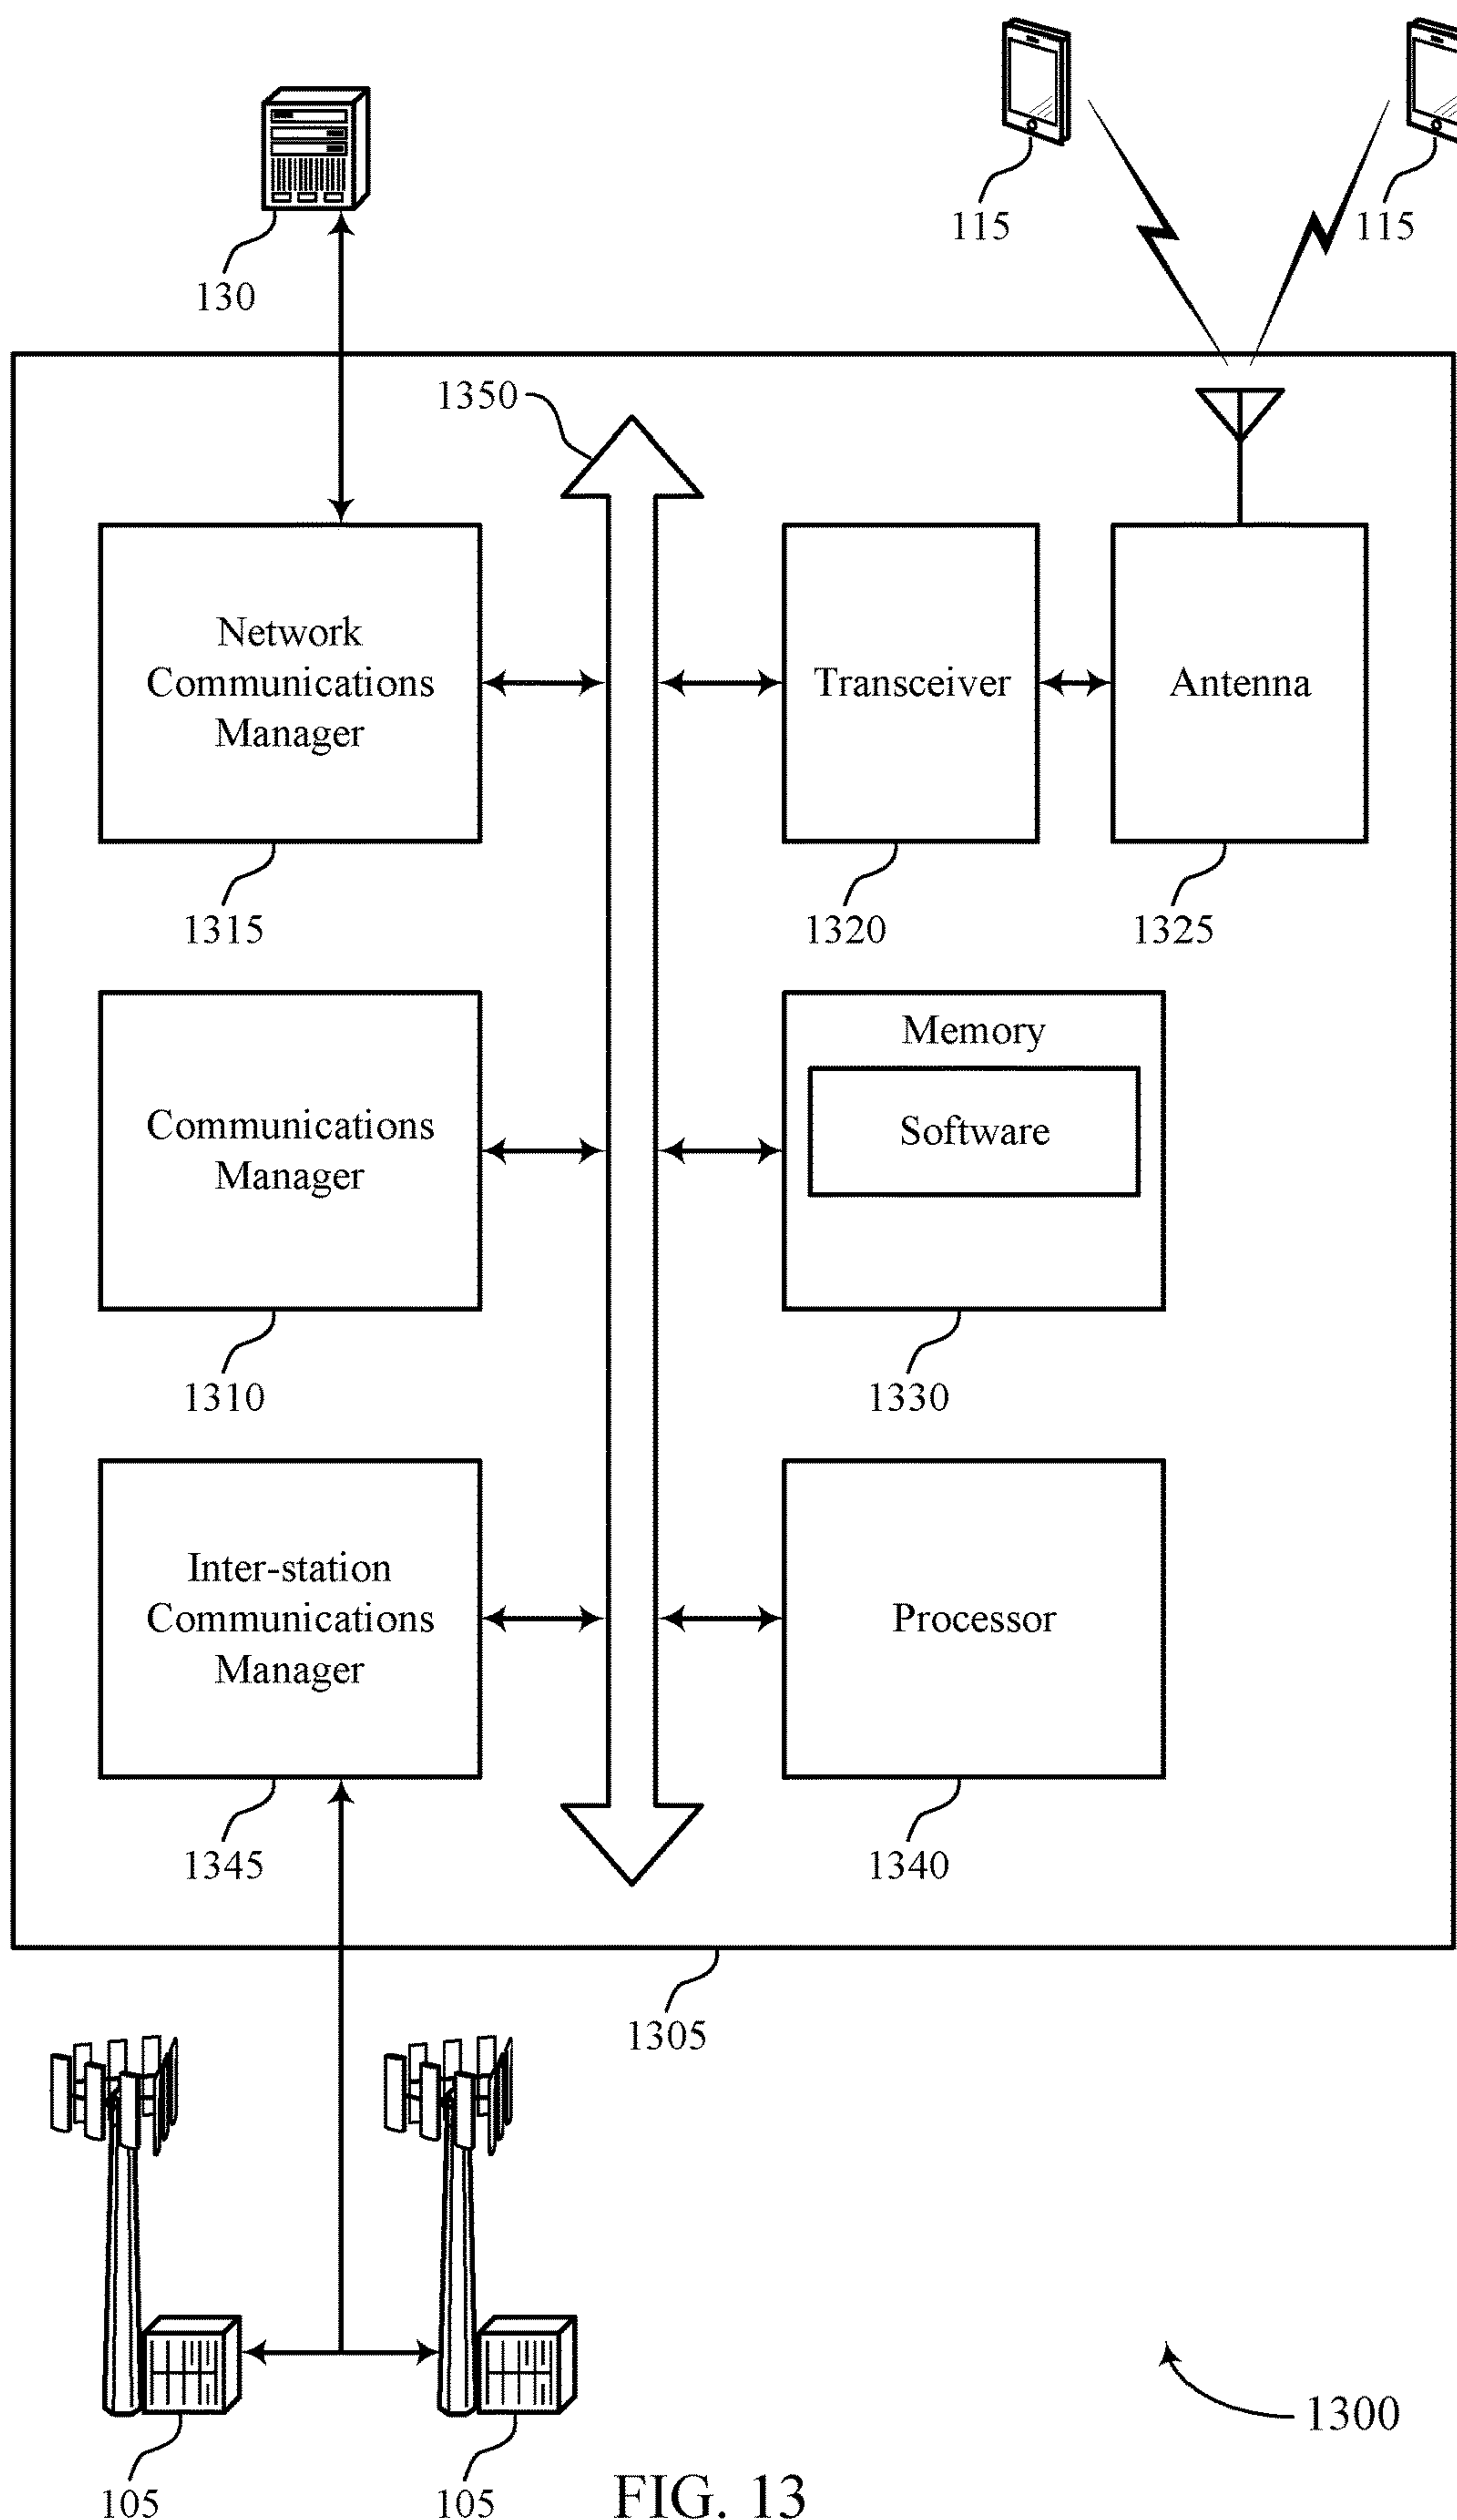 115
115
130
1350
Network
Communications
Manager
Transceiver
Antenna
1315
1320
1325
Communications
Manager
Memory
Software
1310
1330
Inter-station
Communications
Manager
Processor
1345
1340
1305
105
105
1300
FIG. 13